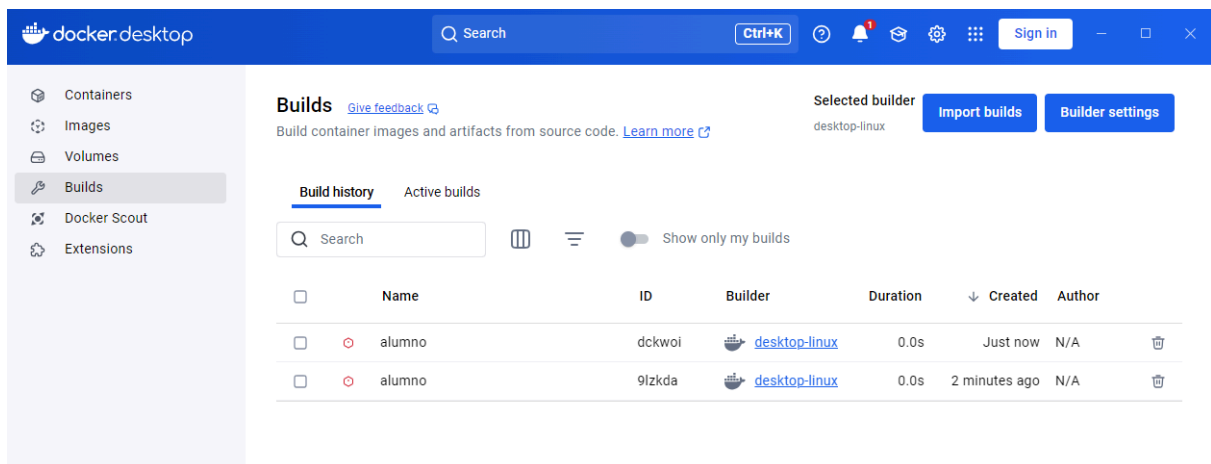 docker.desktop
Search
Ctrl+K
1
Sign in
Containers
Images
Volumes
Builds
Docker Scout
Extensions
Builds Give feedback
Build container images and artifacts from source code. Learn more
Selected builder
desktop-linux
Import builds
Builder settings
Build history Active builds
Search
Show only my builds
Name ID Builder Duration Created Author
alumno dckwoi desktop-linux 0.0s Just now N/A
alumno 9lzkda desktop-linux 0.0s 2 minutes ago N/A